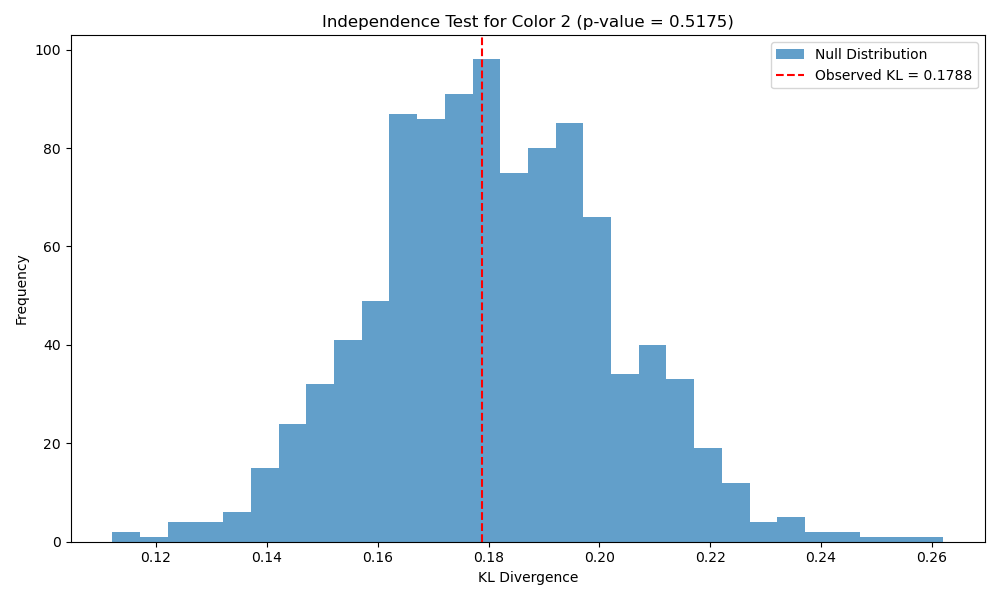 Independence Test for Color 2 (p-value = 0.5175)
Null Distribution
Observed KL = 0.1788
100
80
60
40
20
0
Frequency
0.12 0.14 0.16 0.18 0.20 0.22 0.24 0.26
KL Divergence